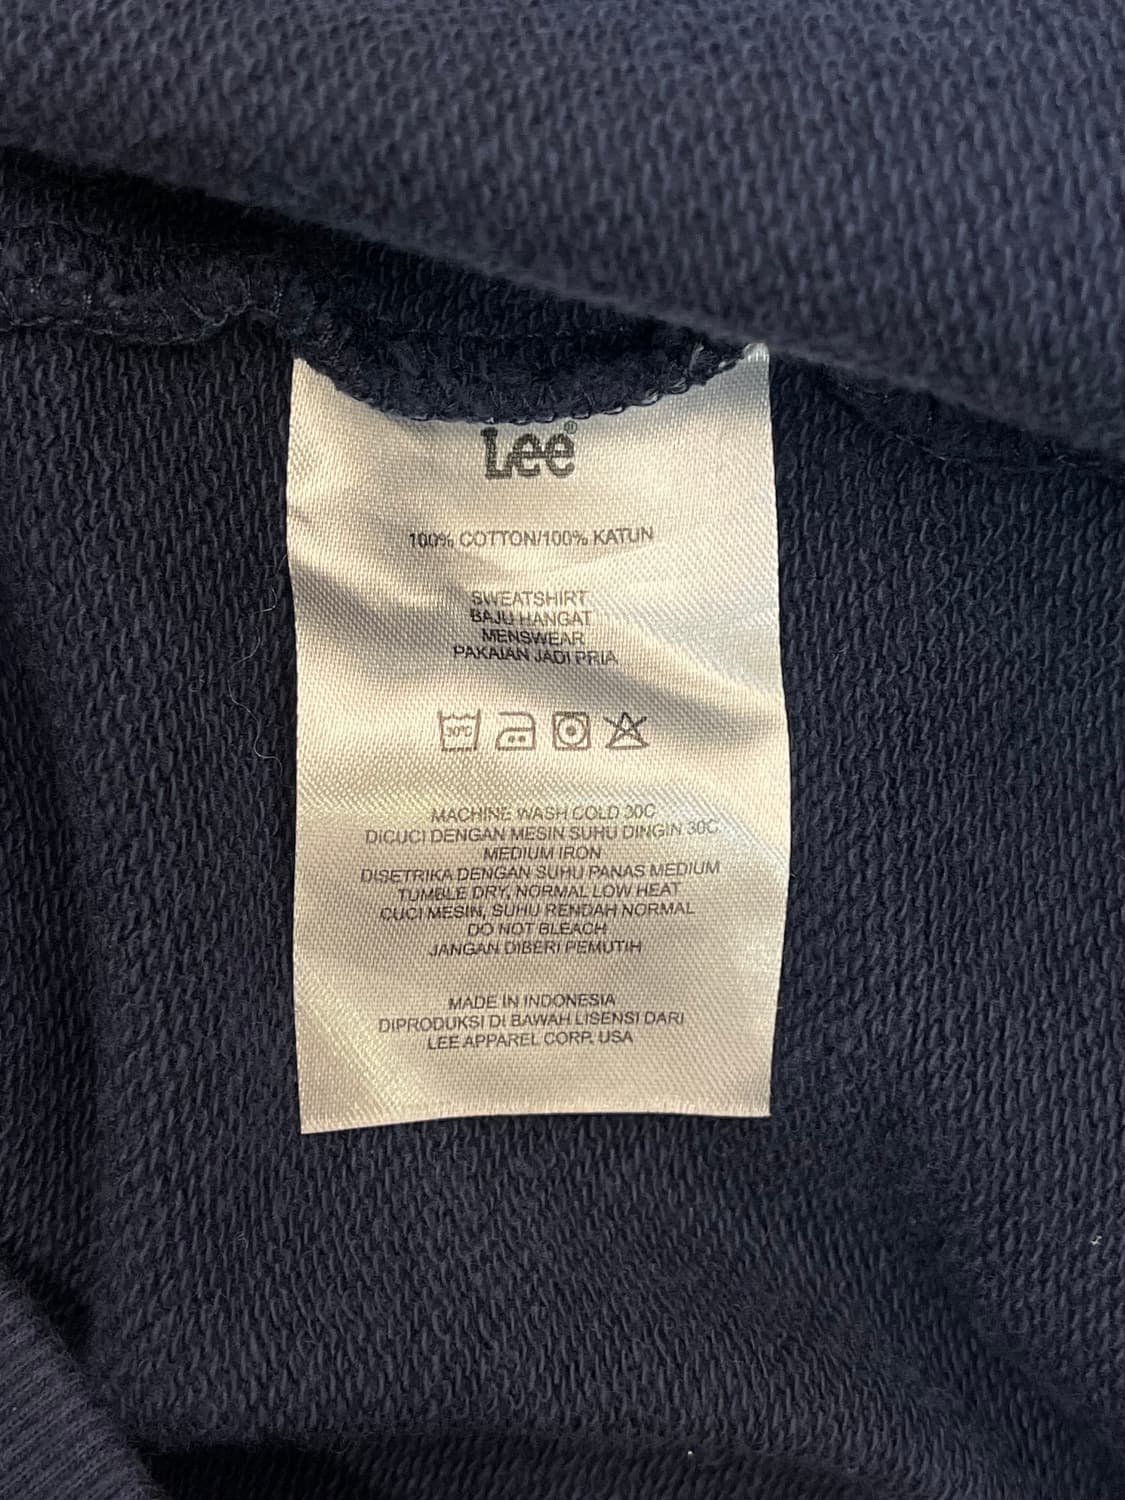 Lee®
100% COTTON/100% KATUN
SWEATSHIRT
BAJU HANGAT
MENSWEAR
PAKAIAN JADI PRIA
30°C
MACHINE WASH COLD 30C
DICUCI DENGAN MESIN SUHU DINGIN 30C
MEDIUM IRON
DISETRIKA DENGAN SUHU PANAS MEDIUM
TUMBLE DRY, NORMAL LOW HEAT
CUCI MESIN, SUHU RENDAH NORMAL
DO NOT BLEACH
JANGAN DIBERI PEMUTIH
MADE IN INDONESIA
DIPRODUKSI DI BAWAH LISENSI DARI
LEE APPAREL CORP. USA